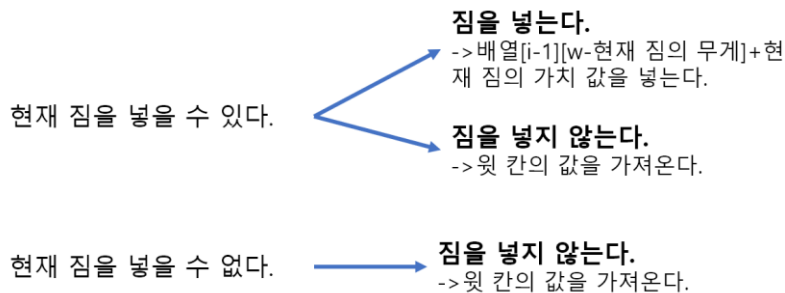 짐을 넣는다.
->배열[i-1][w-현재 짐의 무게]+현
재 짐의 가치 값을 넣는다.
현재 짐을 넣을 수 있다.
짐을 넣지 않는다.
->윗 칸의 값을 가져온다.
현재 짐을 넣을 수 없다.
짐을 넣지 않는다.
->윗 칸의 값을 가져온다.